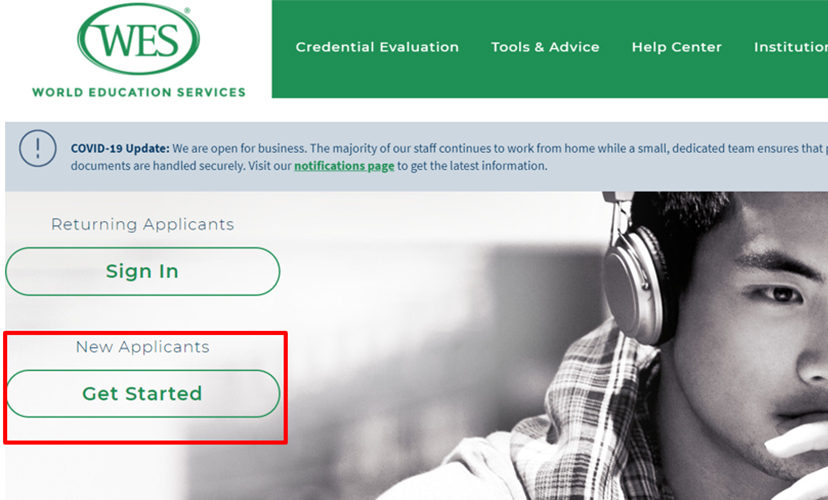 WES®
WORLD EDUCATION SERVICES
Credential Evaluation Tools & Advice Help Center Institution
COVID-19 Update: We are open for business. The majority of our staff continues to work from home while a small, dedicated team ensures that p
documents are handled securely. Visit our notifications page to get the latest information.
Returning Applicants
Sign In
New Applicants
Get Started